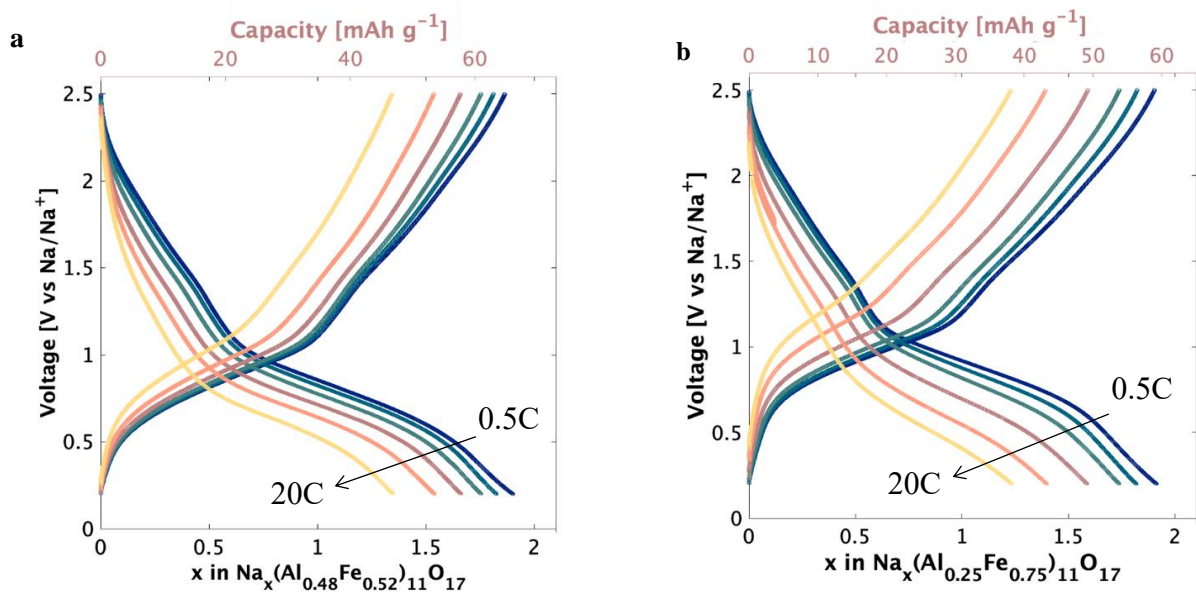 a
Capacity [mAh g⁻¹]
0 20 40 60
Voltage [V vs Na/Na⁺]
2.5
2
1.5
1
0.5
0
0.5C
20C
0 0.5 1 1.5 2
x in Naₓ(Al₀.₄₈Fe₀.₅₂)₁₁O₁₇
b
Capacity [mAh g⁻¹]
0 10 20 30 40 50 60
Voltage [V vs Na/Na⁺]
2.5
2
1.5
1
0.5
0
0.5C
20C
0 0.5 1 1.5 2
x in Naₓ(Al₀.₂₅Fe₀.₇₅)₁₁O₁₇